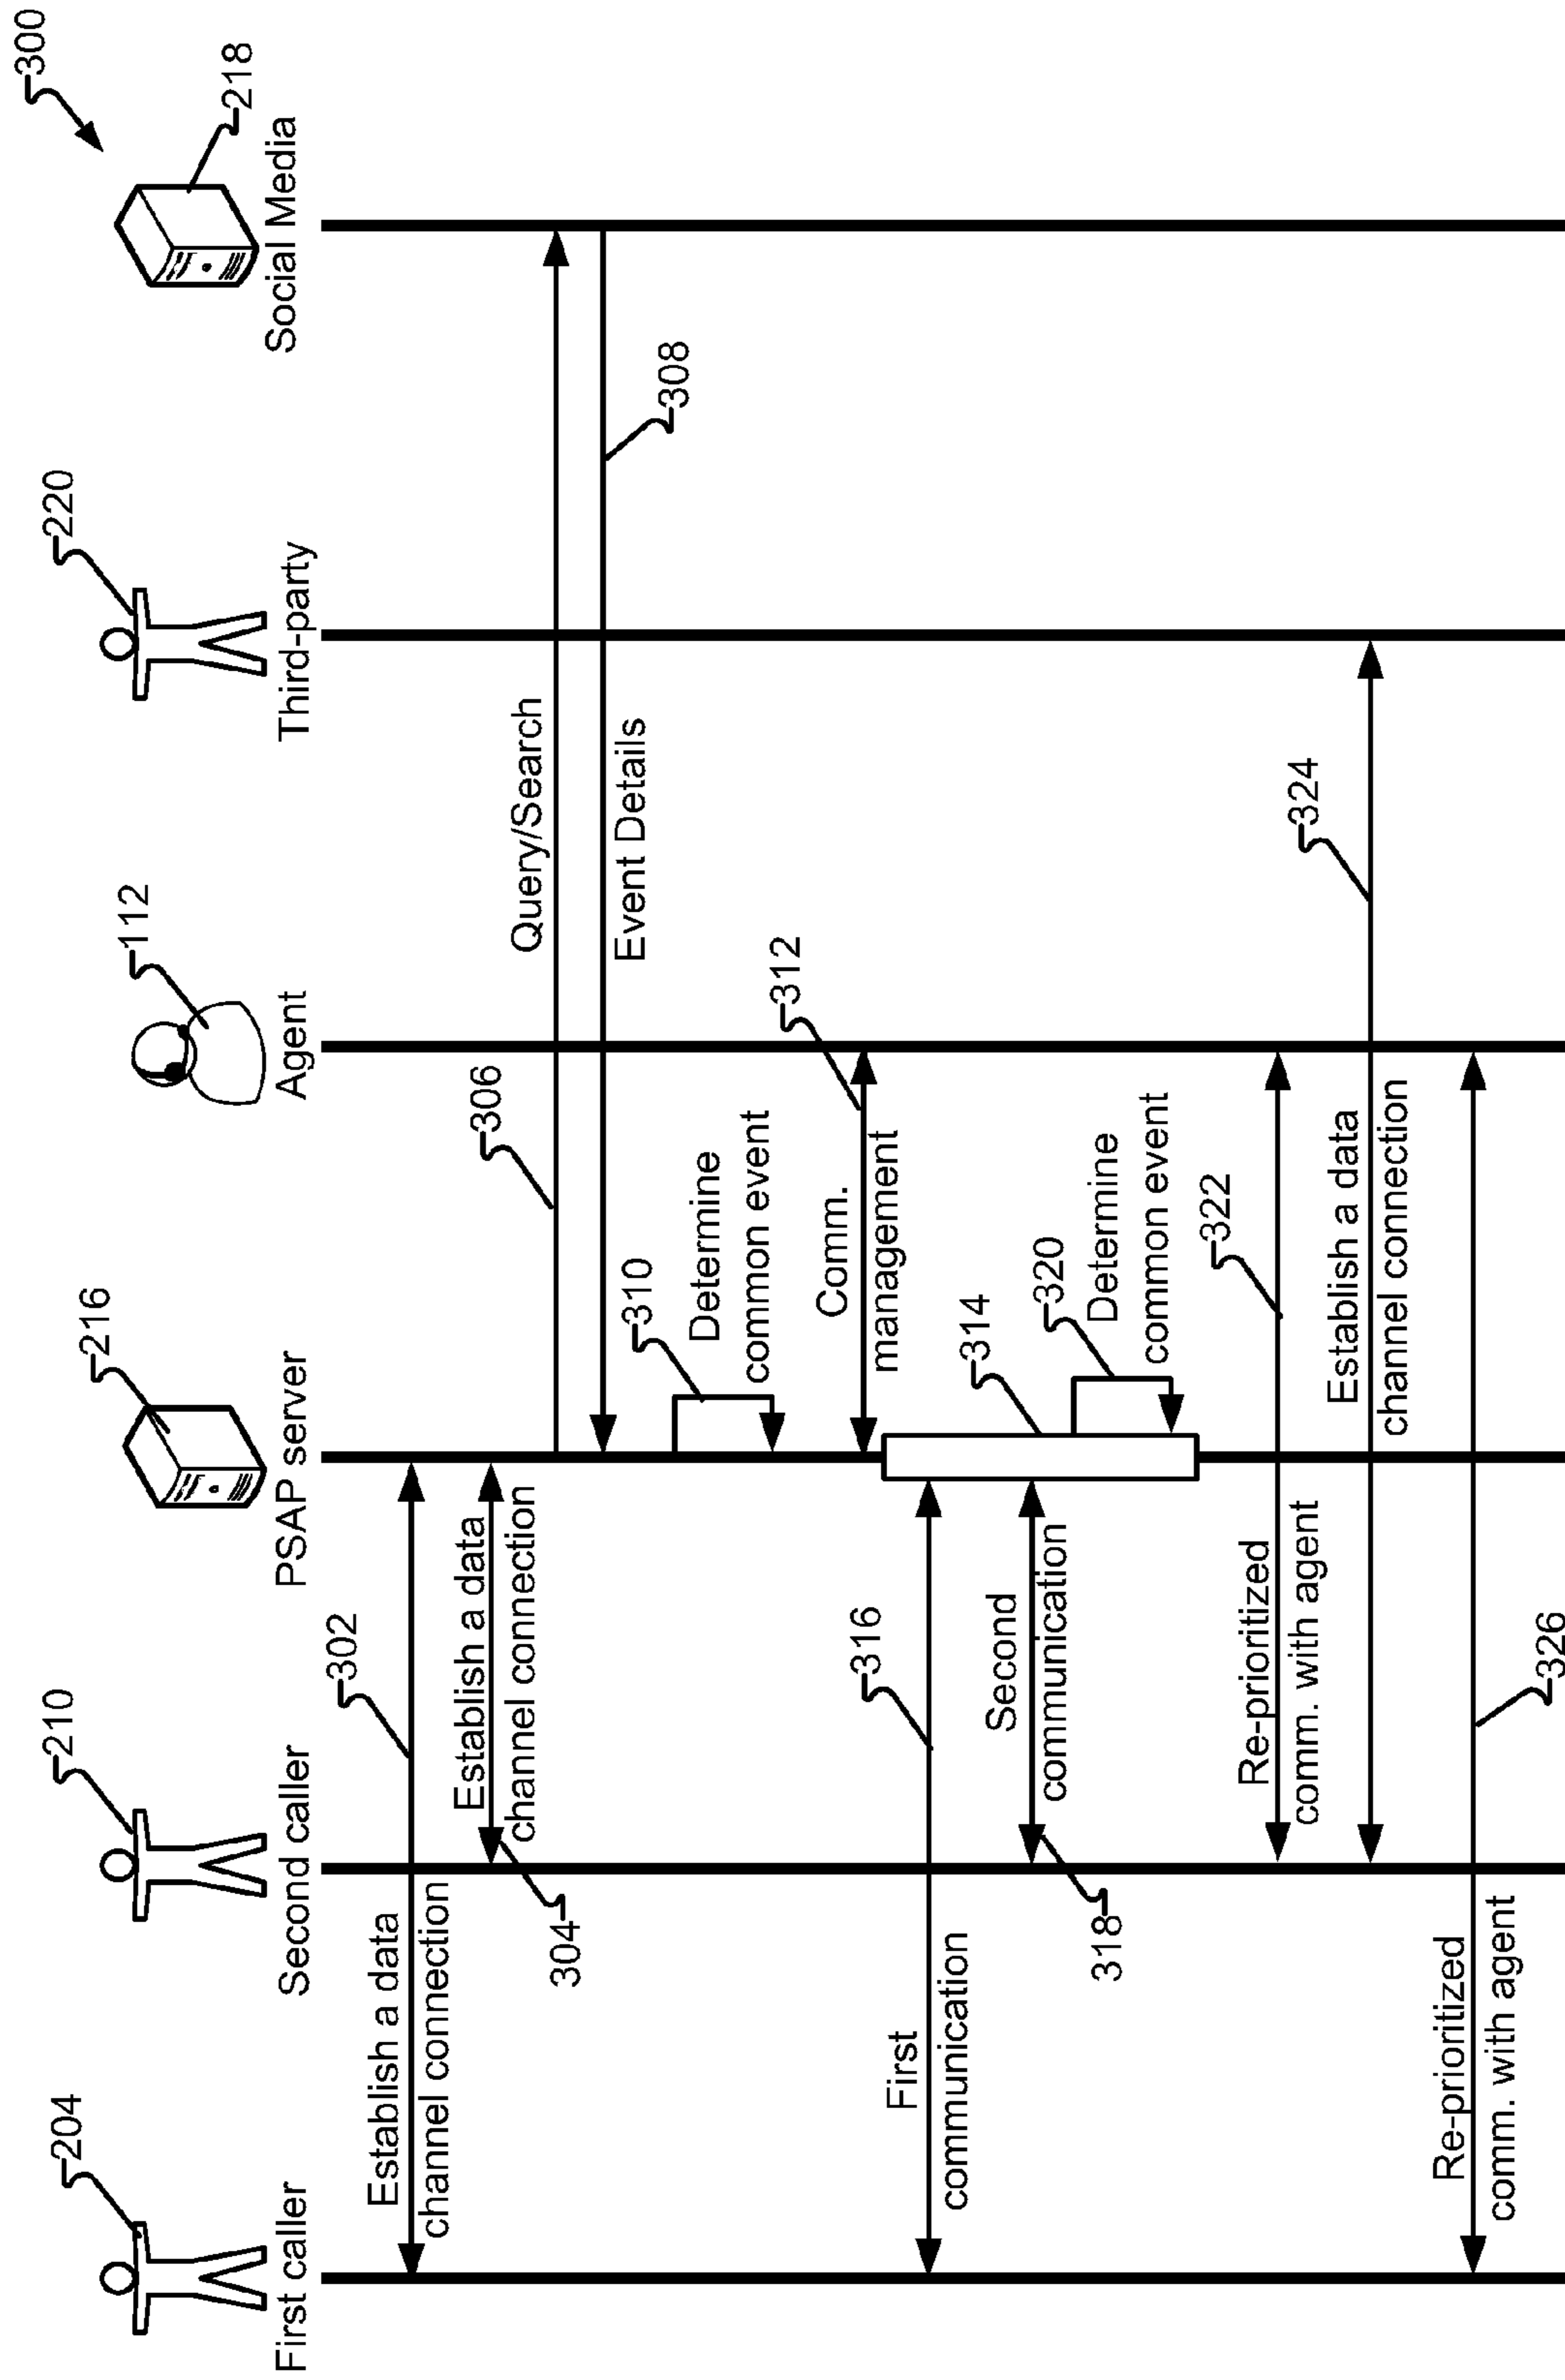 300
204
210
216
112
220
218
First caller
Second caller
PSAP server
Agent
Third-party
Social Media
302
Establish a data
channel connection
Establish a data
channel connection
304
306
Query/Search
308
Event Details
310
Determine
common event
312
Comm.
management
314
316
First
communication
Second
communication
318
320
Determine
common event
322
Re-prioritized
comm. with agent
324
Establish a data
channel connection
Re-prioritized
comm. with agent
326